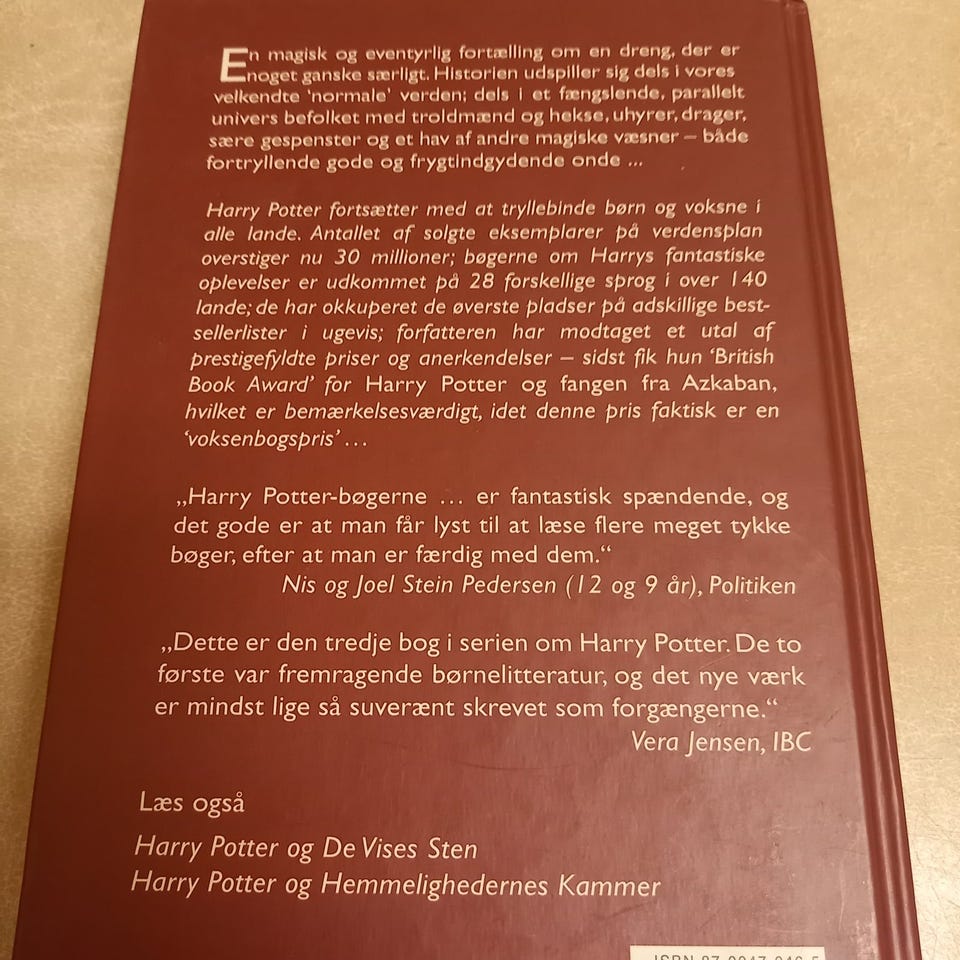 En magisk og eventyrlig fortælling om en dreng, der er
noget ganske særligt. Historien udspiller sig dels i vores
velkendte 'normale' verden; dels i et fængslende, parallelt
univers befolket med troldmænd og hekse, uhyrer, drager,
sære gespenster og et hav af andre magiske væsner – både
fortryllende gode og frygtindgydende onde ...
Harry Potter fortsætter med at tryllebinde børn og voksne i
alle lande. Antallet af solgte eksemplarer på verdensplan
overstiger nu 30 millioner; bøgerne om Harrys fantastiske
oplevelser er udkommet på 28 forskellige sprog i over 140
lande; de har okkuperet de øverste pladser på adskillige best-
sellerlister i ugevis; forfatteren har modtaget et utal af
prestigefyldte priser og anerkendelser – sidst fik hun 'British
Book Award' for Harry Potter og fangen fra Azkaban,
hvilket er bemærkelsesværdigt, idet denne pris faktisk er en
'voksenbogspris' ...
„Harry Potter-bøgerne ... er fantastisk spændende, og
det gode er at man får lyst til at læse flere meget tykke
bøger, efter at man er færdig med dem.“
Nis og Joel Stein Pedersen (12 og 9 år), Politiken
„Dette er den tredje bog i serien om Harry Potter. De to
første var fremragende børnelitteratur, og det nye værk
er mindst lige så suverænt skrevet som forgængerne.“
Vera Jensen, IBC
Læs også
Harry Potter og De Vises Sten
Harry Potter og Hemmelighedernes Kammer
ISBN